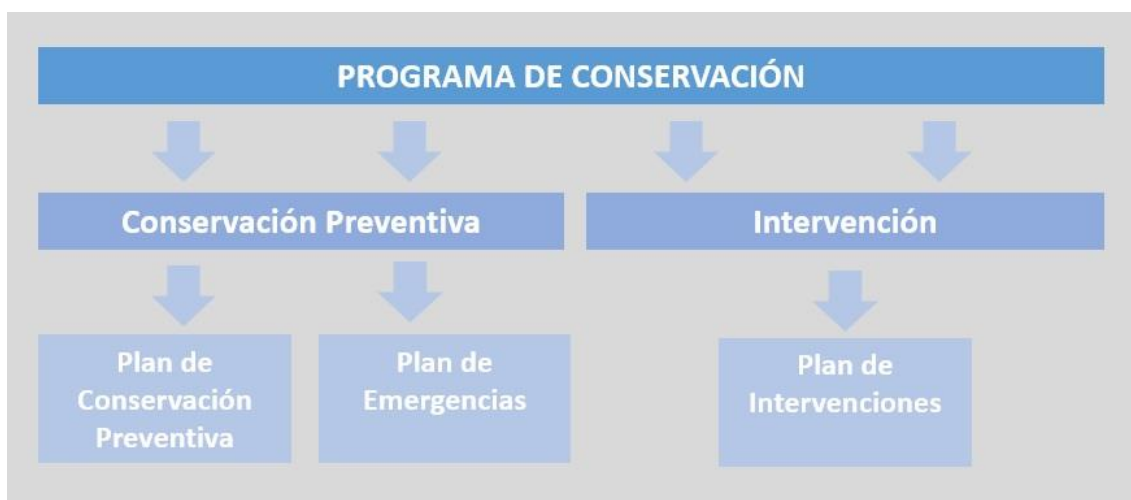 PROGRAMA DE CONSERVACIÓN
Conservación Preventiva
Intervención
Plan de
Conservación
Preventiva
Plan de
Emergencias
Plan de
Intervenciones